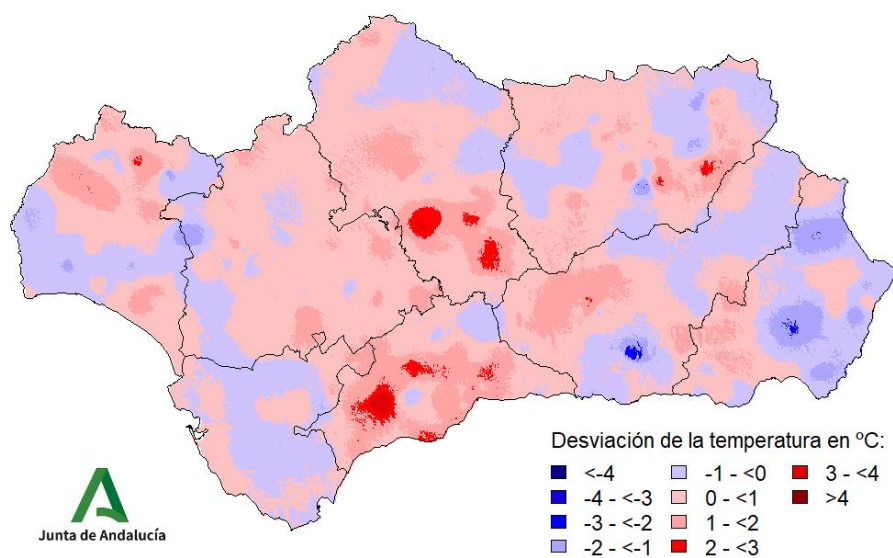 Desviación de la temperatura en ºC:
<-4
-4 - <-3
-3 - <-2
-2 - <-1
-1 - <0
0 - <1
1 - <2
2 - <3
3 - <4
>4
Junta de Andalucía